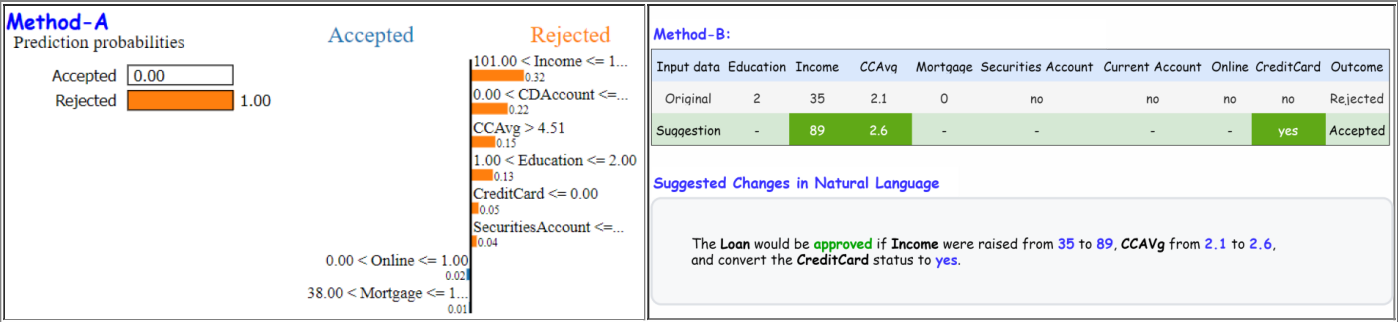 Method-A
Prediction probabilities
Accepted 0.00
Rejected 1.00
Accepted Rejected
101.00 < Income <= 1...
0.32
0.00 < CDAccount <=...
0.22
CCAvg > 4.51
0.15
1.00 < Education <= 2.00
0.13
CreditCard <= 0.00
0.05
SecuritiesAccount <=...
0.04
0.00 < Online <= 1.00
0.02
38.00 < Mortgage <= 1...
0.01
Method-B:
Input data Education Income CCAvg Mortgage Securities Account Current Account Online CreditCard Outcome
Original 2 35 2.1 0 no no no no Rejected
Suggestion - 89 2.6 - - - - yes Accepted
Suggested Changes in Natural Language
The Loan would be approved if Income were raised from 35 to 89, CCAVg from 2.1 to 2.6,
and convert the CreditCard status to yes.